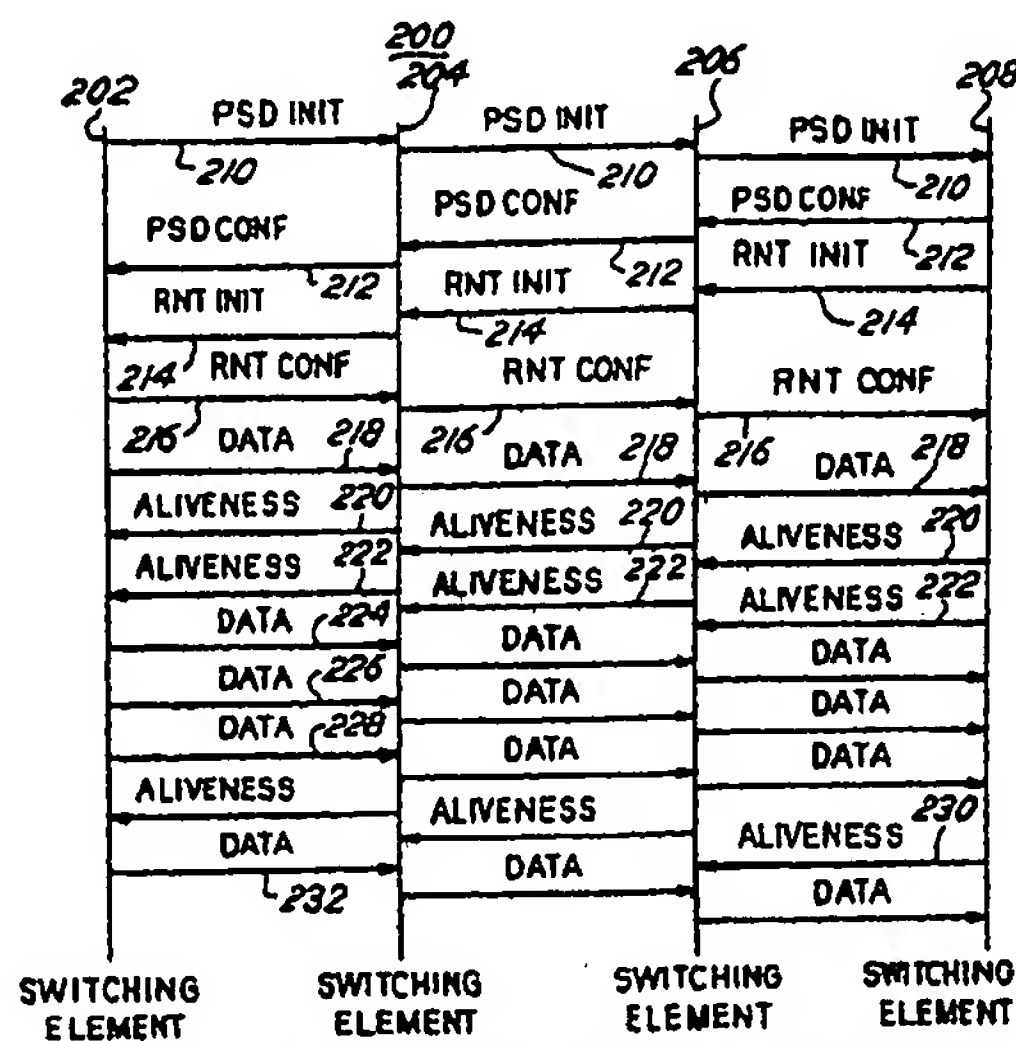 200
202 204 206 208
PSD INIT PSD INIT PSD INIT
210 210 210
PSD CONF PSD CONF PSD CONF
212 212 212
RNT INIT RNT INIT RNT INIT
214 214 214
RNT CONF RNT CONF RNT CONF
216 216 216
DATA 218 DATA 218 DATA 218
ALIVENESS 220 ALIVENESS 220 ALIVENESS 220
ALIVENESS 222 ALIVENESS 222 ALIVENESS 222
DATA 224 DATA DATA
DATA 226 DATA DATA
DATA 228 DATA DATA
ALIVENESS ALIVENESS ALIVENESS 230
DATA DATA DATA
232
SWITCHING SWITCHING SWITCHING SWITCHING
ELEMENT ELEMENT ELEMENT ELEMENT